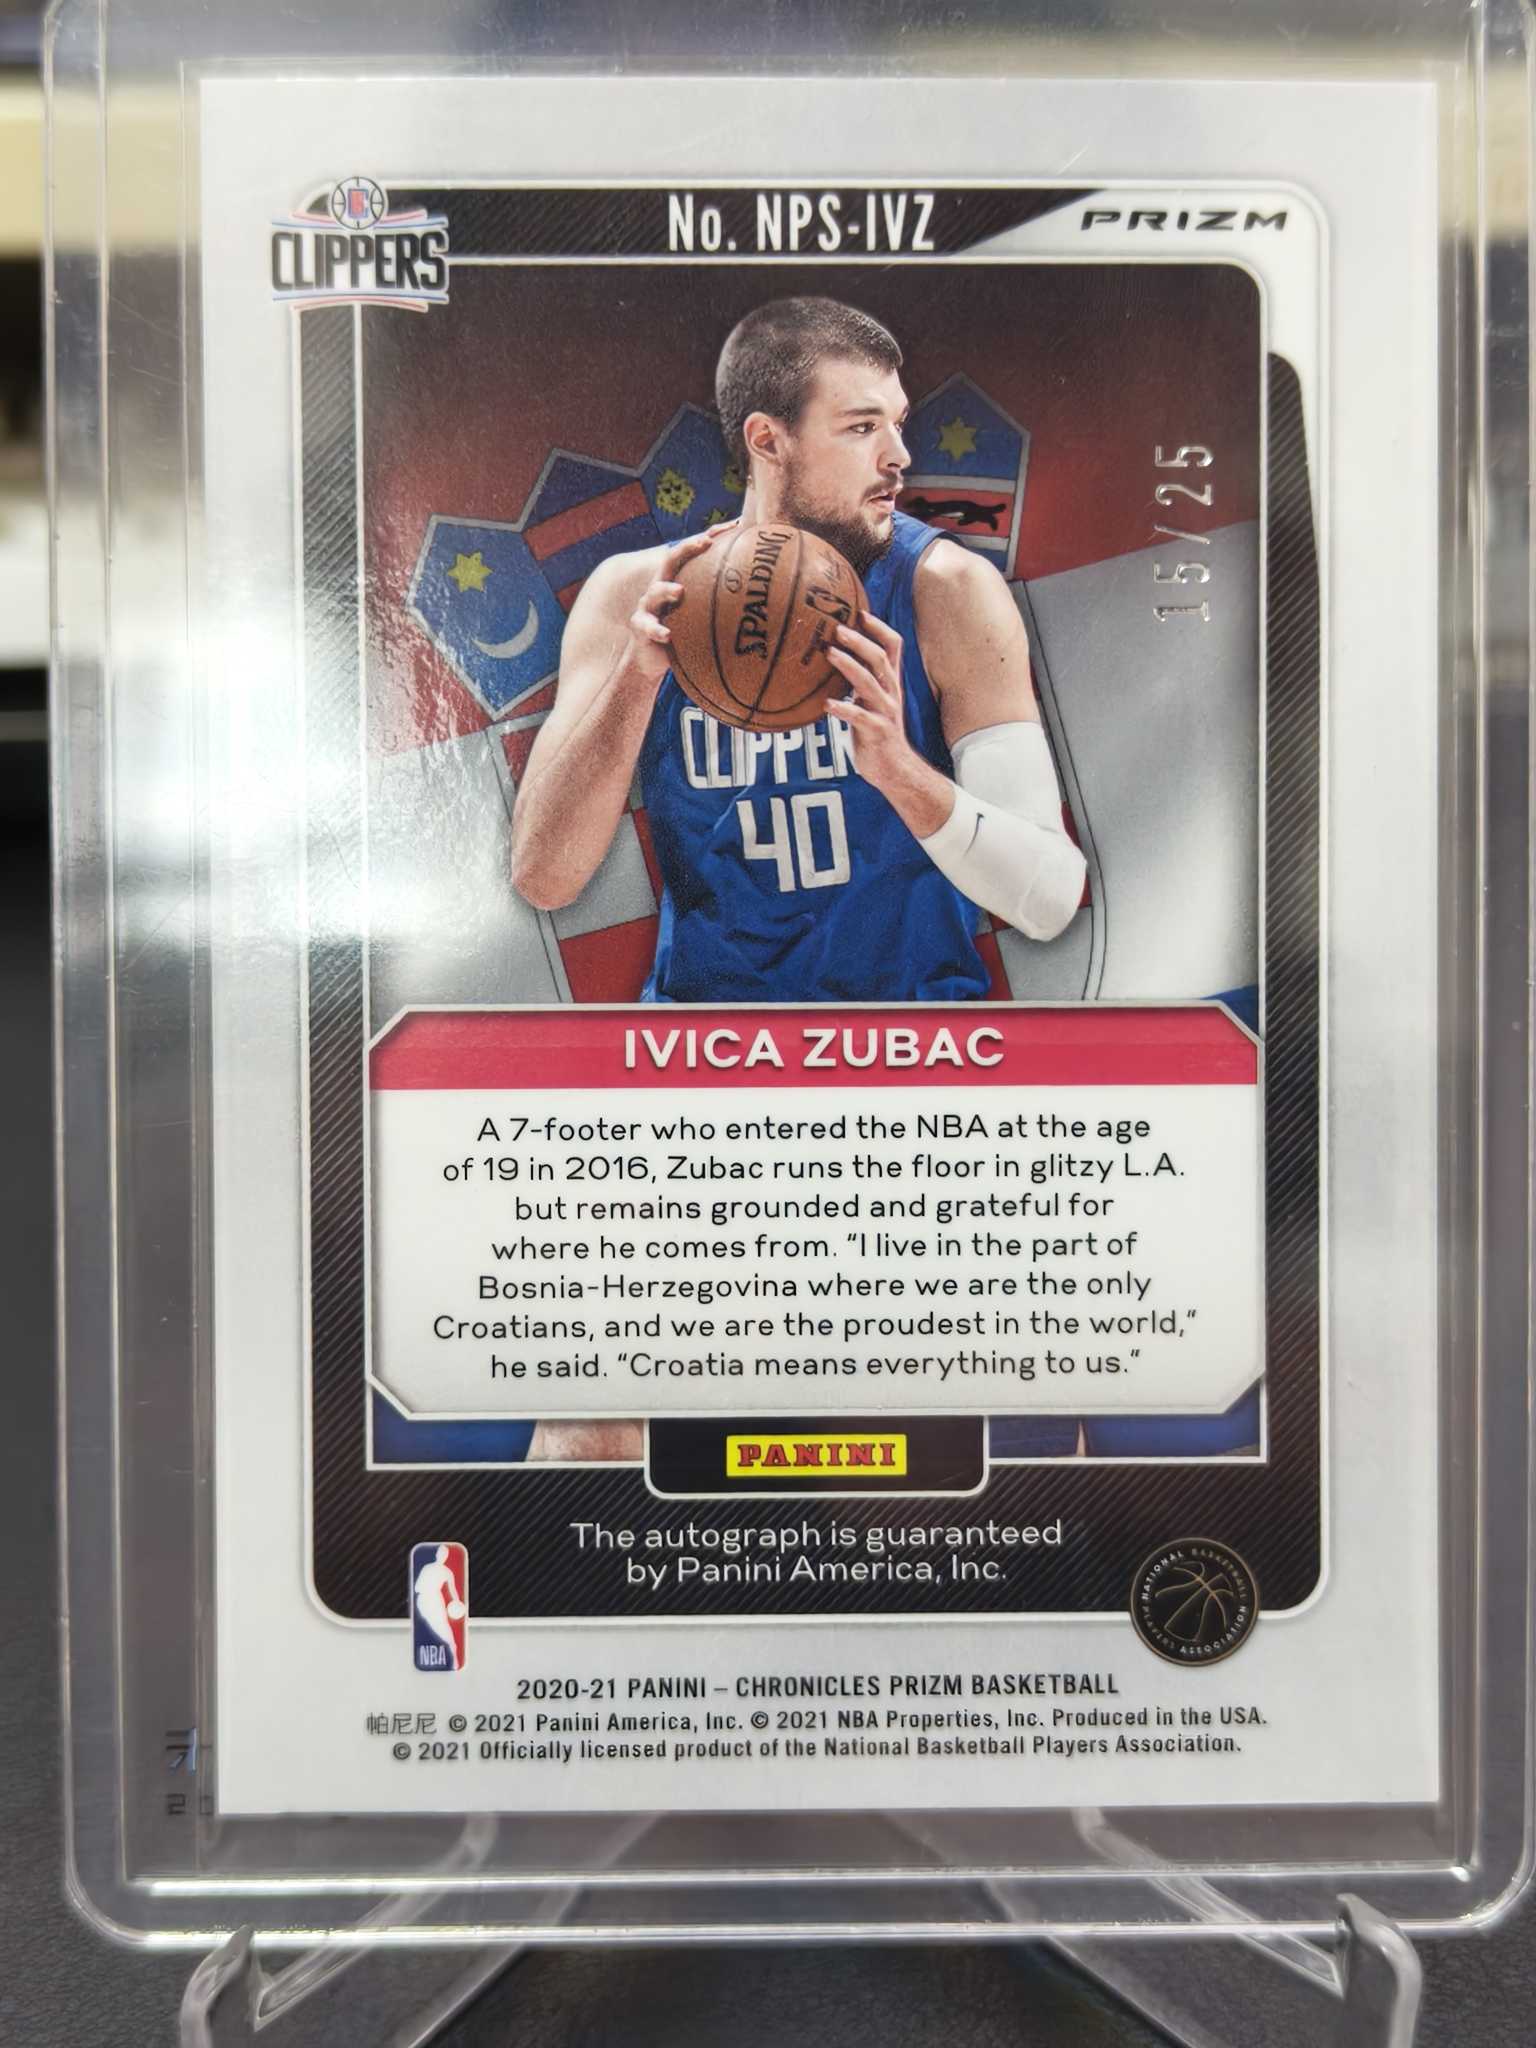 CLIPPERS
No. NPS-IVZ
PRIZM
15/25
SPALDING
CLIPPER
40
IVICA ZUBAC
A 7-footer who entered the NBA at the age
of 19 in 2016, Zubac runs the floor in glitzy L.A.
but remains grounded and grateful for
where he comes from. “I live in the part of
Bosnia-Herzegovina where we are the only
Croatians, and we are the proudest in the world,”
he said. “Croatia means everything to us.”
PANINI
The autograph is guaranteed
by Panini America, Inc.
NBA
NATIONAL BASKETBALL PLAYERS ASSOCIATION
2020-21 PANINI – CHRONICLES PRIZM BASKETBALL
帕尼尼 © 2021 Panini America, Inc. © 2021 NBA Properties, Inc. Produced in the USA.
© 2021 Officially licensed product of the National Basketball Players Association.